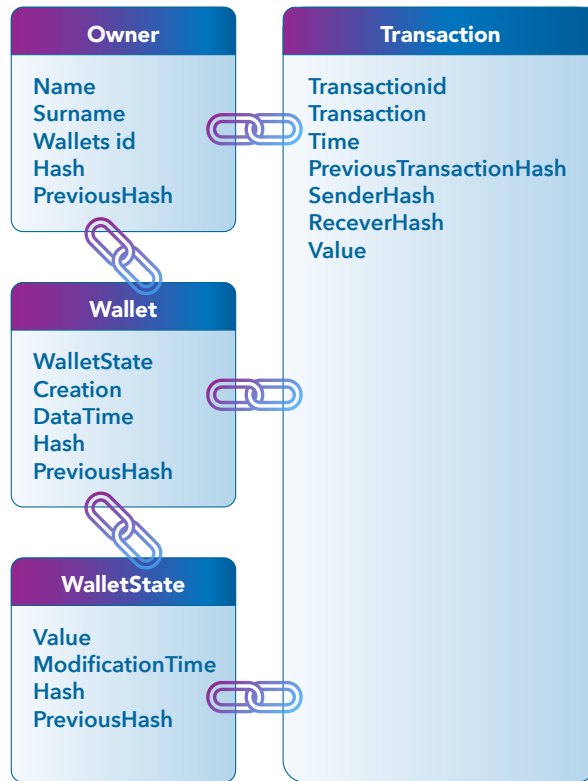 Owner
Name
Surname
Wallets id
Hash
PreviousHash
Transaction
Transactionid
Transaction
Time
PreviousTransactionHash
SenderHash
ReceverHash
Value
Wallet
WalletState
Creation
DataTime
Hash
PreviousHash
WalletState
Value
ModificationTime
Hash
PreviousHash